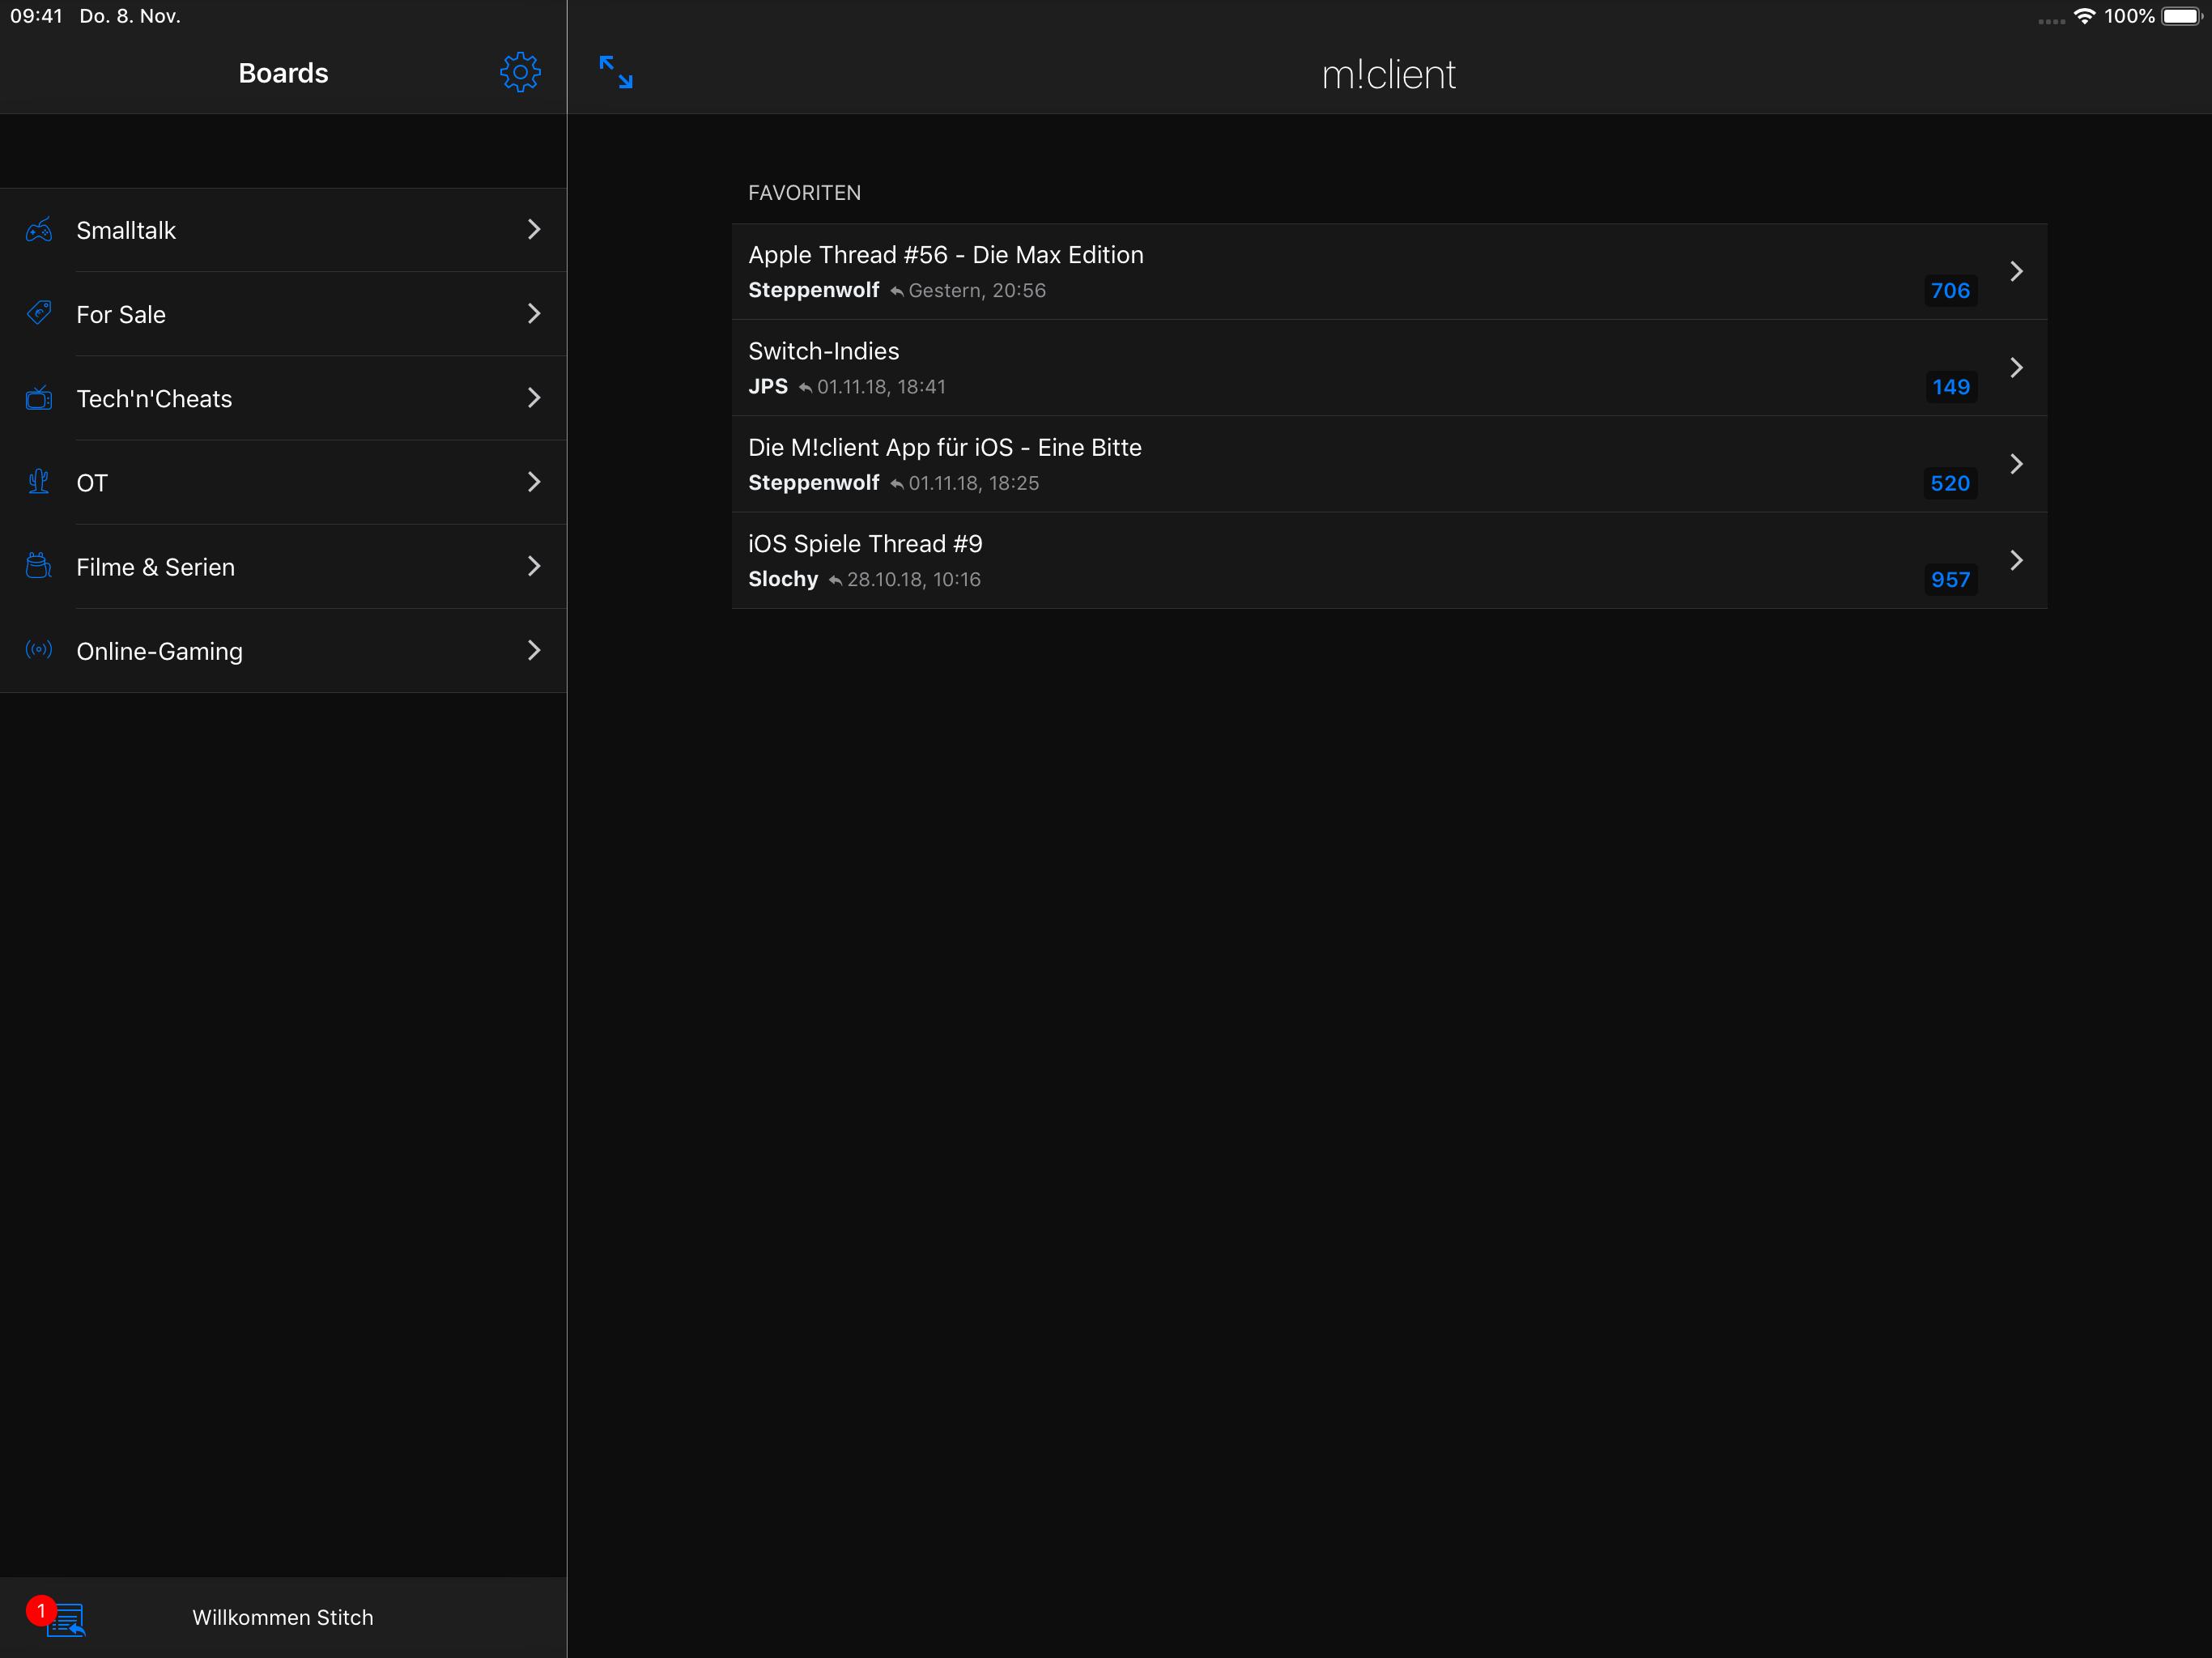 09:41 Do. 8. Nov.
100%
Boards
m!client
Smalltalk
For Sale
Tech'n'Cheats
OT
Filme & Serien
Online-Gaming
FAVORITEN
Apple Thread #56 - Die Max Edition
Steppenwolf Gestern, 20:56
706
Switch-Indies
JPS 01.11.18, 18:41
149
Die M!client App für iOS - Eine Bitte
Steppenwolf 01.11.18, 18:25
520
iOS Spiele Thread #9
Slochy 28.10.18, 10:16
957
1
Willkommen Stitch